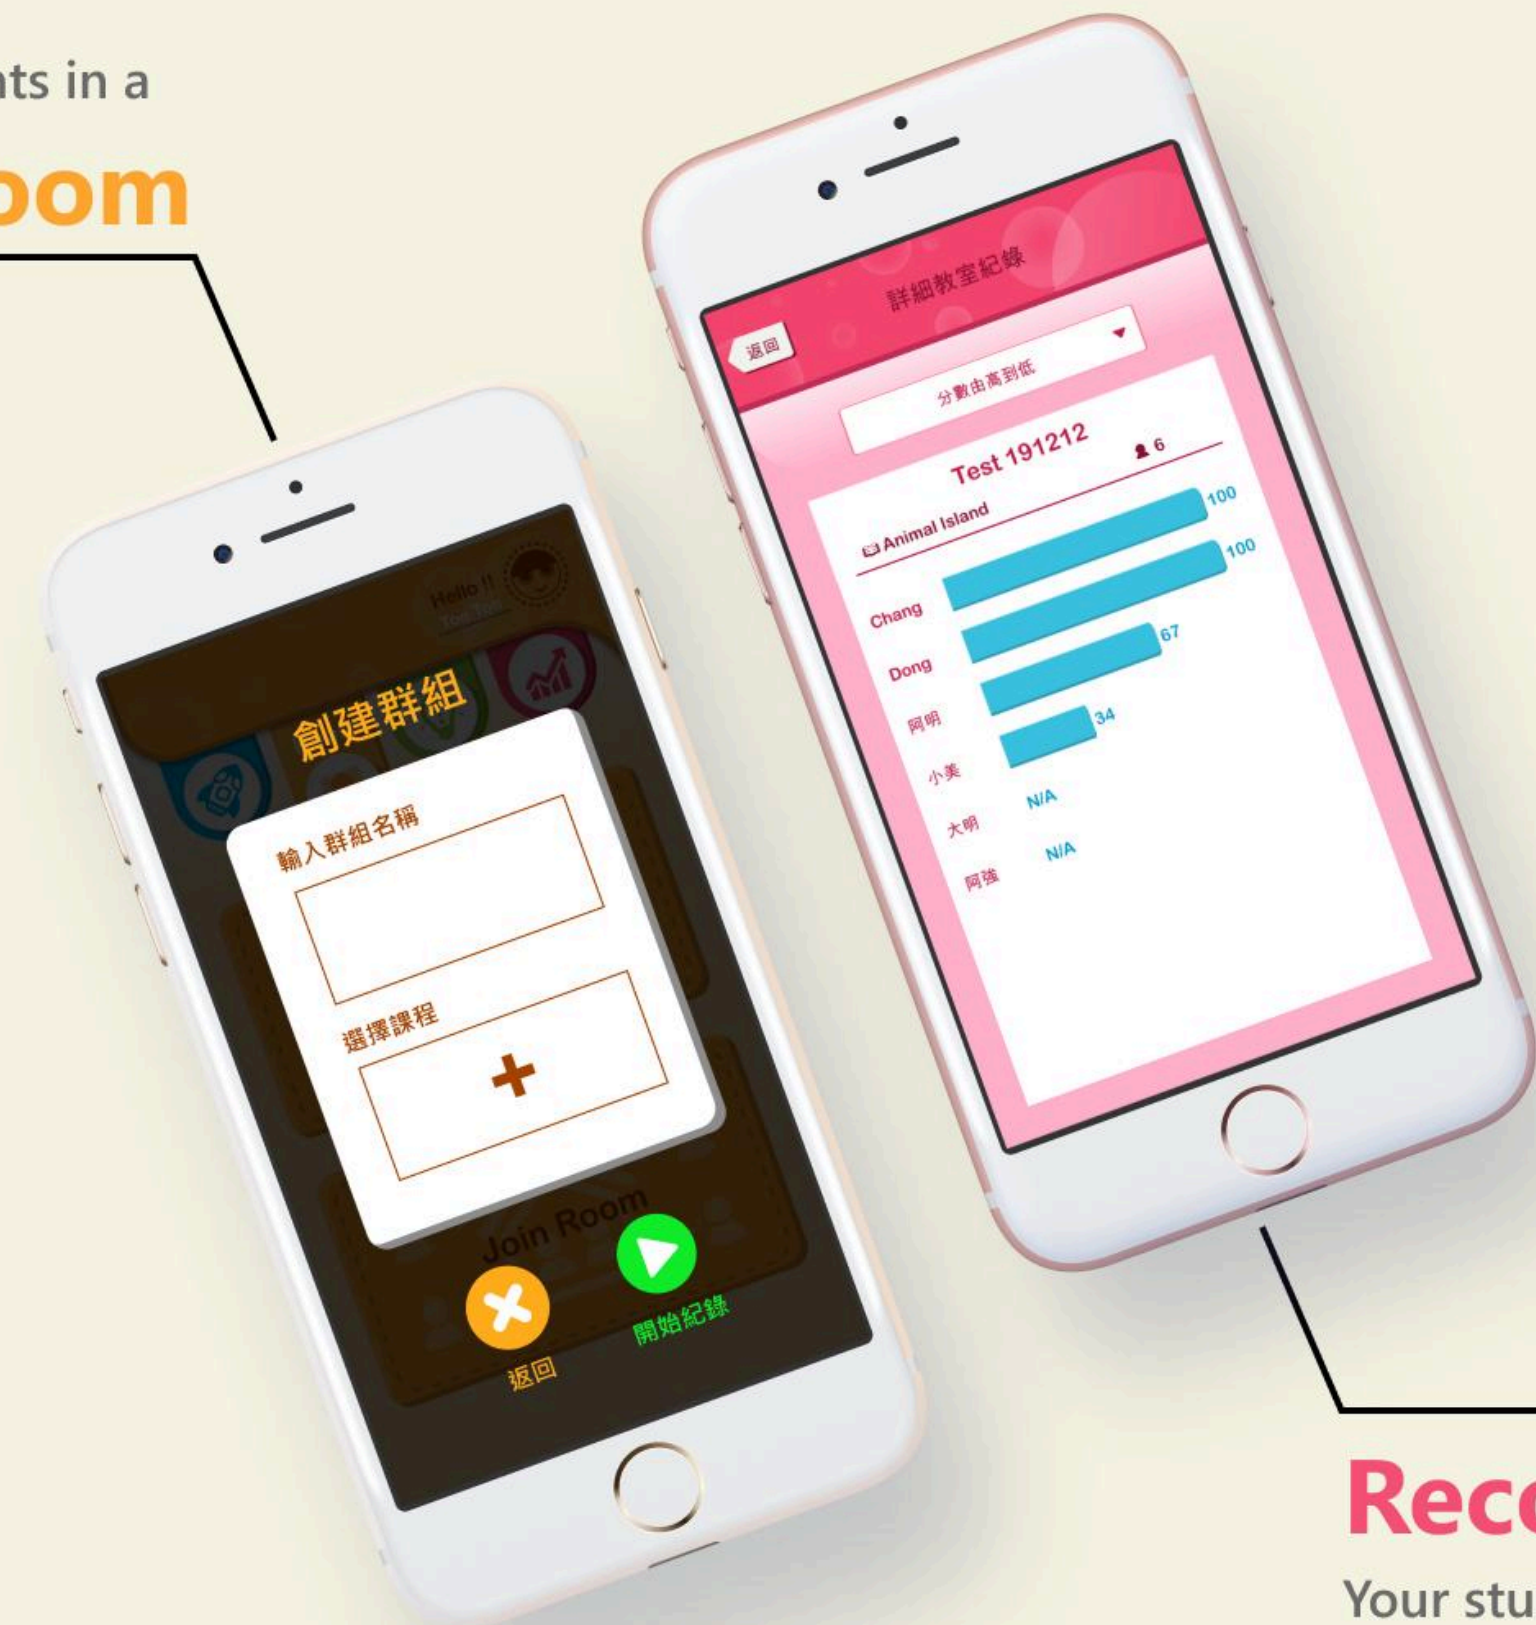 nts in a
oom
Hello !!
創建群組
輸入群組名稱
選擇課程
Join Room
返回
開始紀錄
詳細教室紀錄
返回
分數由高到低
Test 191212
6
Animal Island
Chang 100
Dong 100
阿明 67
小美 34
大明 N/A
阿強 N/A
Reco
Your stu